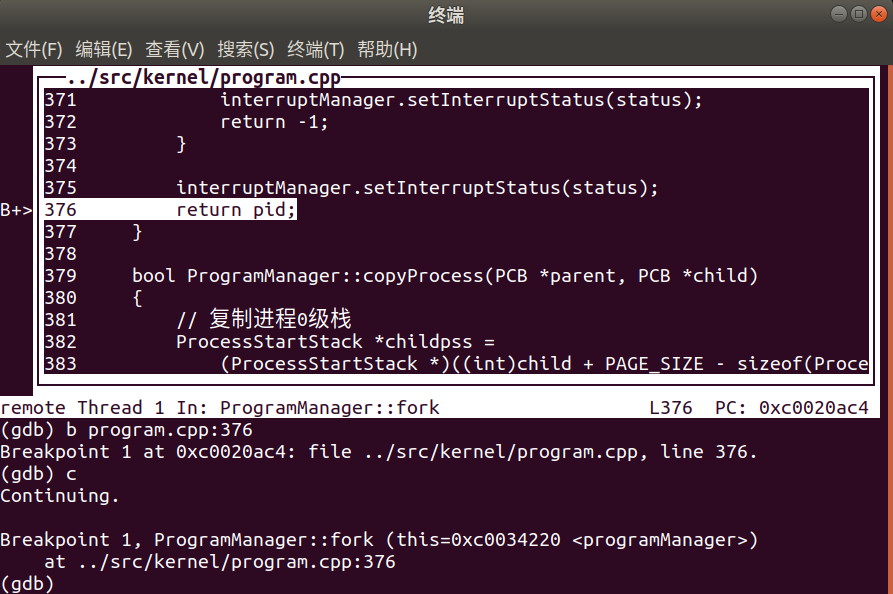 终端
文件(F) 编辑(E) 查看(V) 搜索(S) 终端(T) 帮助(H)
../src/kernel/program.cpp
371             interruptManager.setInterruptStatus(status);
372             return -1;
373         }
374
375         interruptManager.setInterruptStatus(status);
B+> 376         return pid;
377     }
378
379     bool ProgramManager::copyProcess(PCB *parent, PCB *child)
380     {
381         // 复制进程0级栈
382         ProcessStartStack *childpss =
383             (ProcessStartStack *)((int)child + PAGE_SIZE - sizeof(Proce
remote Thread 1 In: ProgramManager::fork                   L376  PC: 0xc0020ac4
(gdb) b program.cpp:376
Breakpoint 1 at 0xc0020ac4: file ../src/kernel/program.cpp, line 376.
(gdb) c
Continuing.

Breakpoint 1, ProgramManager::fork (this=0xc0034220 <programManager>)
    at ../src/kernel/program.cpp:376
(gdb)